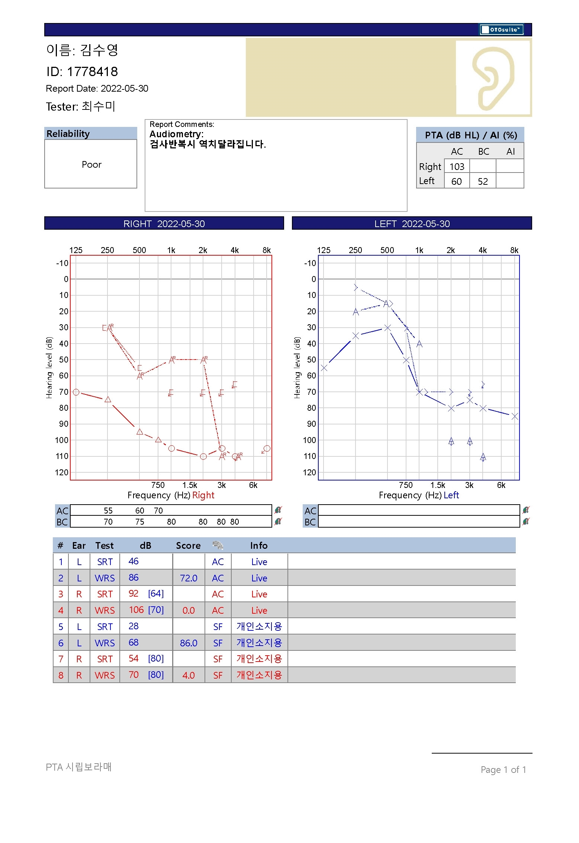 OTOsuite™
이름: 김수영
ID: 1778418
Report Date: 2022-05-30
Tester: 최수미
Reliability
Poor
Report Comments:
Audiometry:
검사반복시 역치달라집니다.
PTA (dB HL) / AI (%)
AC BC AI
Right 103
Left 60 52
RIGHT 2022-05-30
LEFT 2022-05-30
125 250 500 1k 2k 4k 8k
-10
0
10
20
30
40
50
60
70
80
90
100
110
120
Hearing level (dB)
750 1.5k 3k 6k
Frequency (Hz) Right
125 250 500 1k 2k 4k 8k
-10
0
10
20
30
40
50
60
70
80
90
100
110
120
Hearing level (dB)
750 1.5k 3k 6k
Frequency (Hz) Left
AC 55 60 70
BC 70 75 80 80 80 80
AC
BC
# Ear Test dB Score Info
1 L SRT 46 AC Live
2 L WRS 86 72.0 AC Live
3 R SRT 92 [64] AC Live
4 R WRS 106 [70] 0.0 AC Live
5 L SRT 28 SF 개인소지용
6 L WRS 68 86.0 SF 개인소지용
7 R SRT 54 [80] SF 개인소지용
8 R WRS 70 [80] 4.0 SF 개인소지용
PTA 시립보라매
Page 1 of 1